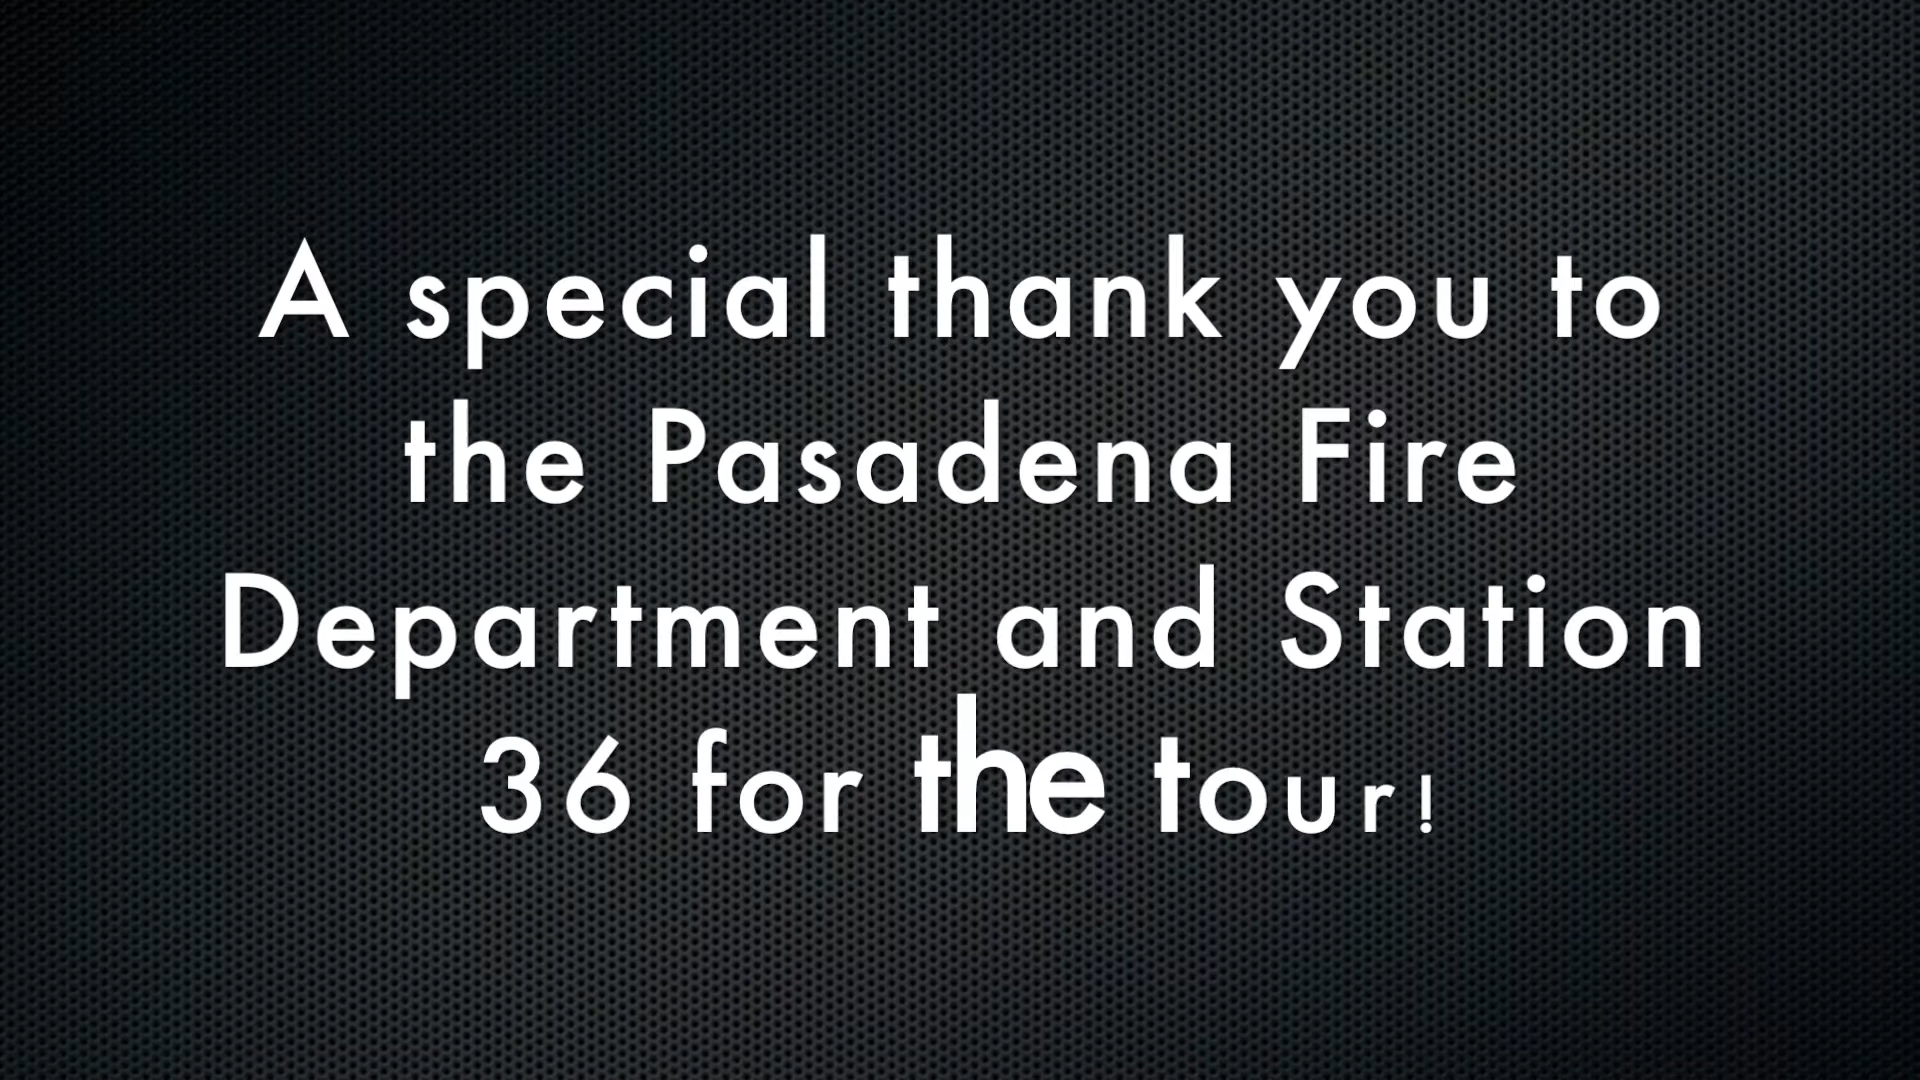 A special thank you to
the Pasadena Fire
Department and Station
36 for the tour!